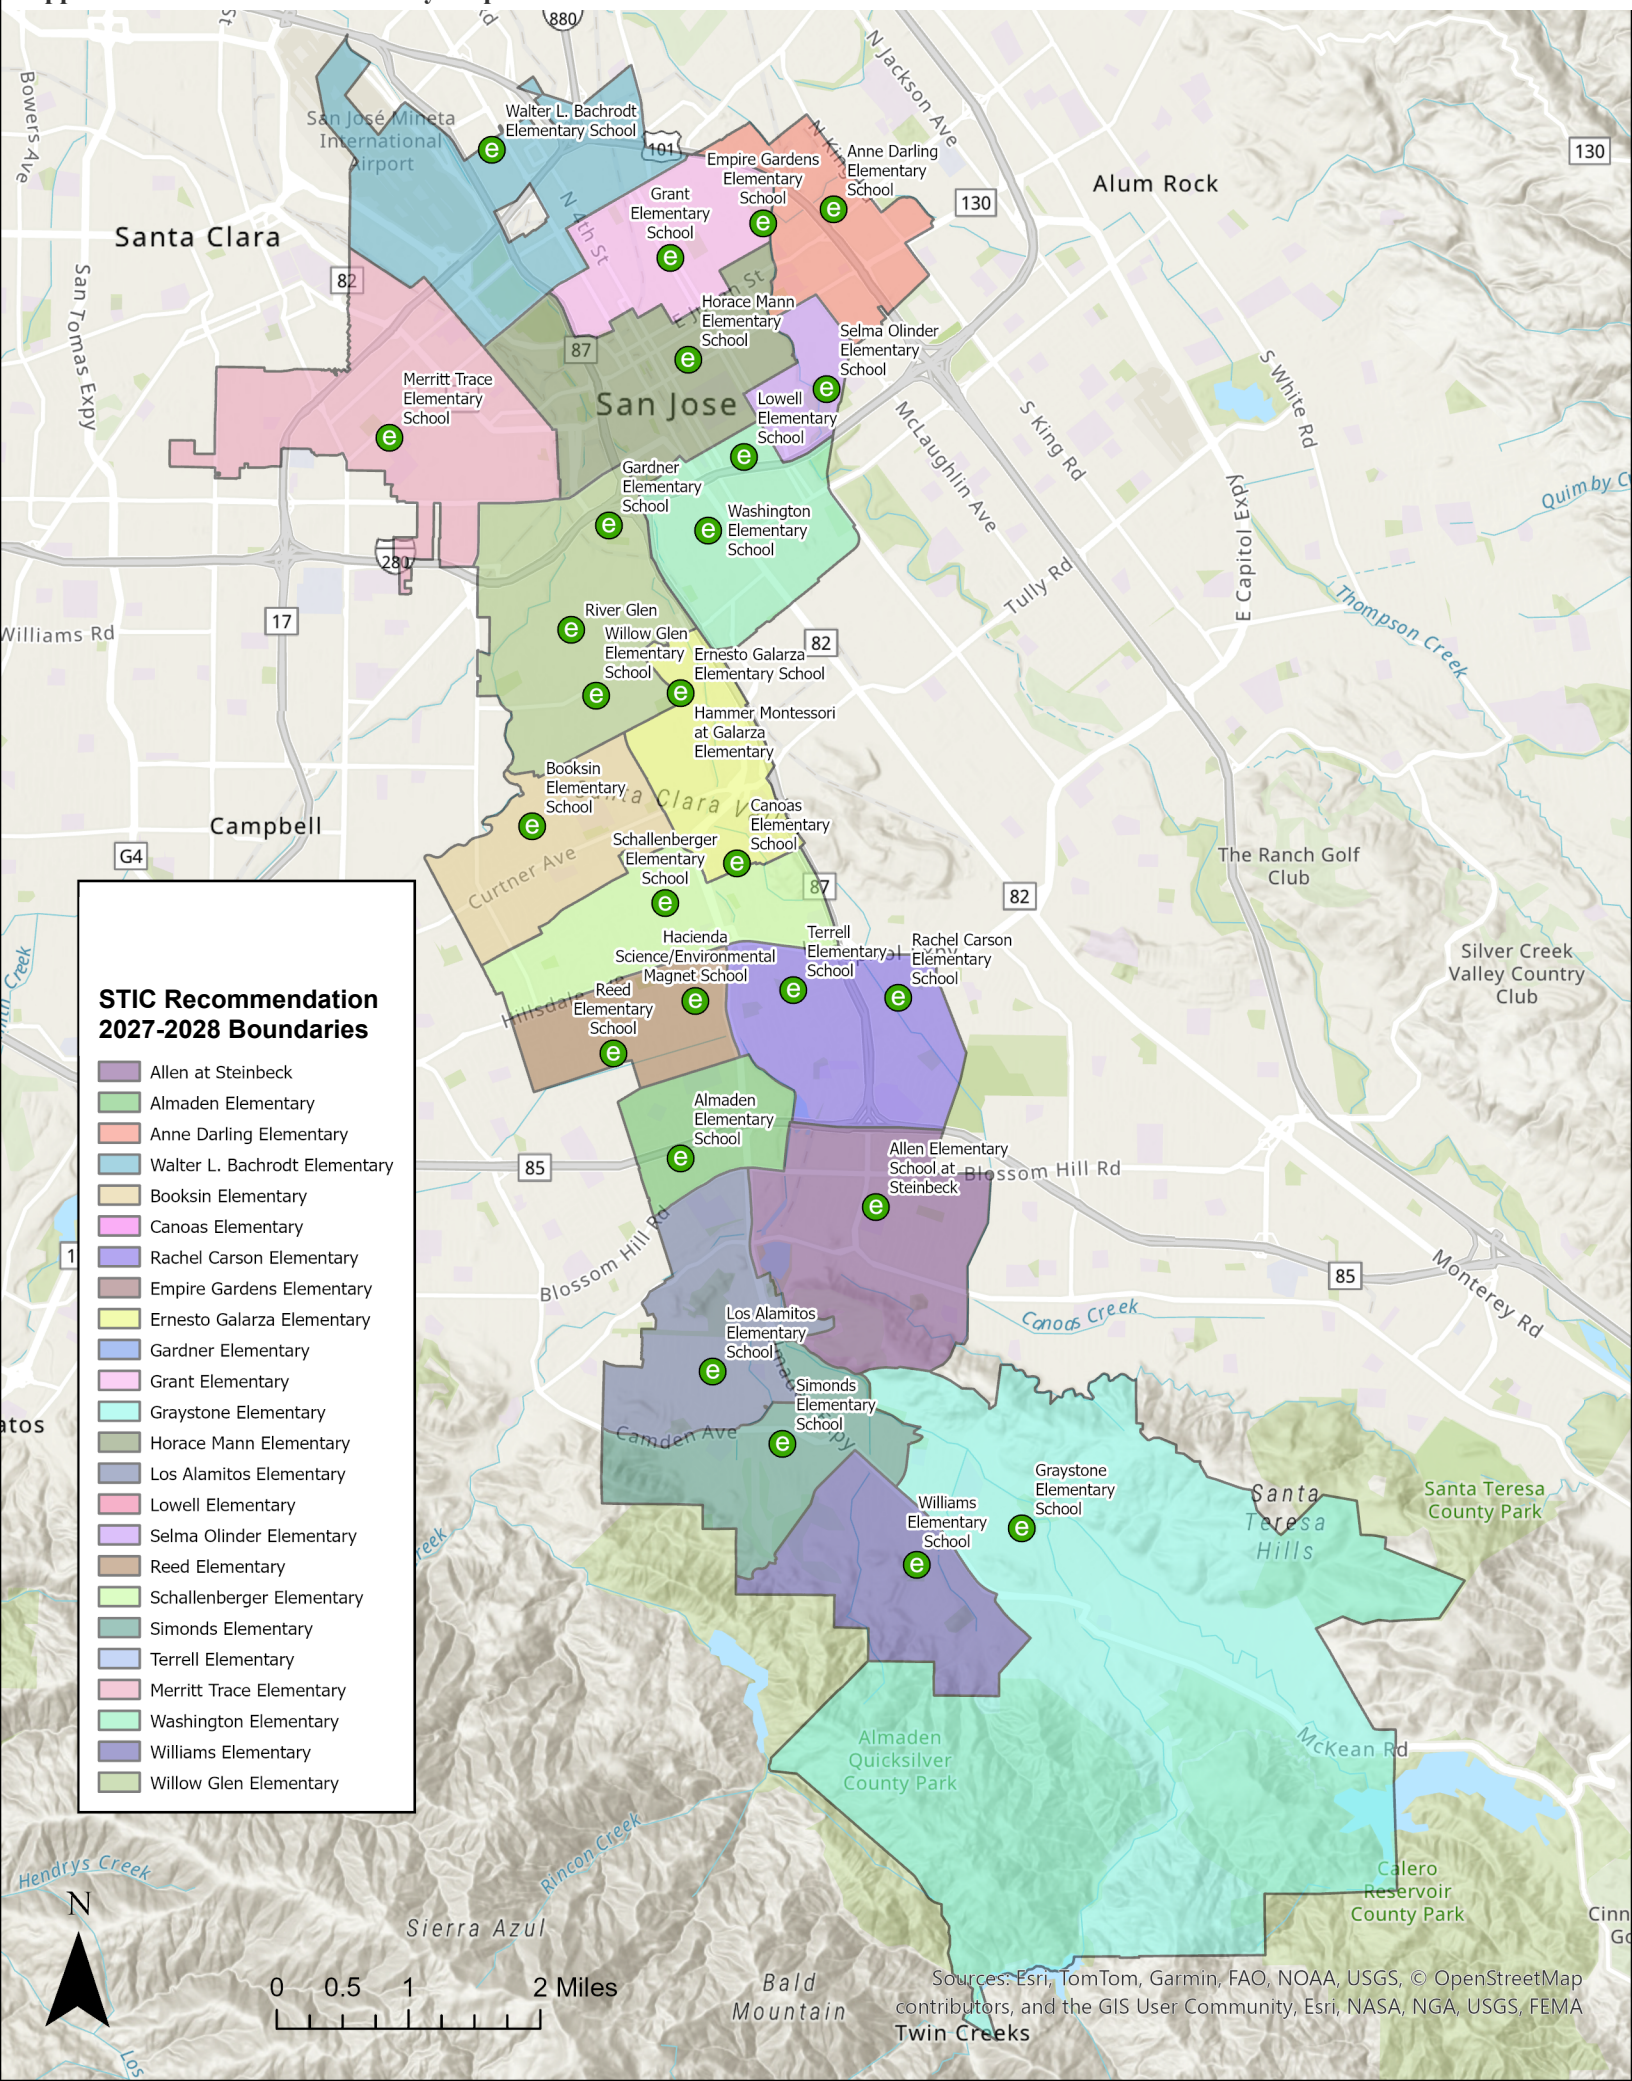 880
N Jackson Ave
Bowers Ave
San José Mineta
International
Airport
Walter L. Bachrodt
Elementary School
101
130
Alum Rock
130
Empire Gardens
Elementary
School
Anne Darling
Elementary
School
Grant
Elementary
School
N 4th St
Santa Clara
82
San Tomas Expy
Horace Mann
Elementary
School
87
Selma Olinder
Elementary
School
San Jose
Lowell
Elementary
School
Merritt Trace
Elementary
School
S White Rd
S King Rd
McLaughlin Ave
E Capitol Expy
Gardner
Elementary
School
Washington
Elementary
School
280
17
Williams Rd
Tully Rd
Thompson Creek
River Glen
Willow Glen
Elementary
School
82
Ernesto Galarza
Elementary School
Hammer Montessori
at Galarza
Elementary
Booksin
Elementary
School
Campbell
G4
Canoas
Elementary
School
Schallenberger
Elementary
School
Curtner Ave
87
82
The Ranch Golf
Club
Silver Creek
Valley Country
Club
Hacienda
Science/Environmental
Magnet School
Terrell
Elementary
School
Rachel Carson
Elementary
School
Hillsdale
Reed
Elementary
School
Almaden
Elementary
School
85
Allen Elementary
School at
Steinbeck
Blossom Hill Rd
Blossom Hill Rd
85
Monterey Rd
Canoas Creek
Los Alamitos
Elementary
School
Simonds
Elementary
School
Camden Ave
Graystone
Elementary
School
Williams
Elementary
School
Santa
Teresa
Hills
Santa Teresa
County Park
Almaden
Quicksilver
County Park
McKean Rd
Calero
Reservoir
County Park
STIC Recommendation
2027-2028 Boundaries
Allen at Steinbeck
Almaden Elementary
Anne Darling Elementary
Walter L. Bachrodt Elementary
Booksin Elementary
Canoas Elementary
Rachel Carson Elementary
Empire Gardens Elementary
Ernesto Galarza Elementary
Gardner Elementary
Grant Elementary
Graystone Elementary
Horace Mann Elementary
Los Alamitos Elementary
Lowell Elementary
Selma Olinder Elementary
Reed Elementary
Schallenberger Elementary
Simonds Elementary
Terrell Elementary
Merritt Trace Elementary
Washington Elementary
Williams Elementary
Willow Glen Elementary
Hendrys Creek
Rincon Creek
Sierra Azul
N
0 0.5 1 2 Miles
Bald
Mountain
Sources: Esri, TomTom, Garmin, FAO, NOAA, USGS, © OpenStreetMap
contributors, and the GIS User Community, Esri, NASA, NGA, USGS, FEMA
Twin Creeks
Los